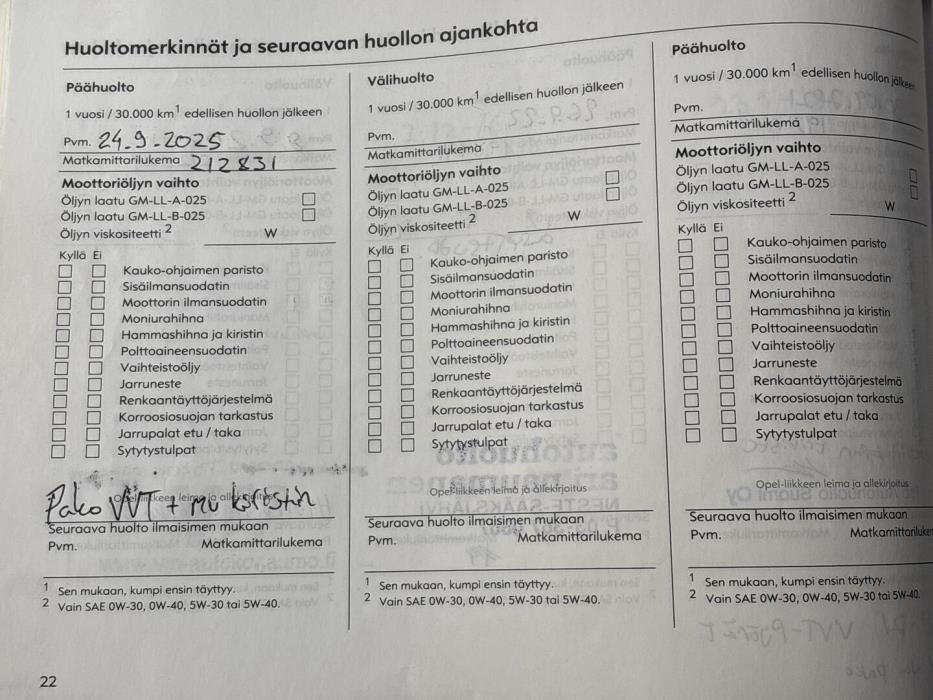 Huoltomerkinnät ja seuraavan huollon ajankohta
Päähuolto
1 vuosi / 30.000 km1 edellisen huollon jälkeen
Pvm. 24.9-2025
Matkamittarilukema 212831
Moottoriöljyn vaihto
Öljyn laatu GM-LL-A-025
Öljyn laatu GM-LL-B-025
Öljyn viskositeetti 2 W
Kyllä Ei
Kauko-ohjaimen paristo
Sisäilmansuodatin
Moottorin ilmansuodatin
Moniurahihna
Hammashihna ja kiristin
Polttoaineensuodatin
Vaihteistoöljy
Jarruneste
Renkaantäyttöjärjestelmä
Korroosiosuojan tarkastus
Jarrupalat etu / taka
Sytytystulpat
Opel-liikkeen leima ja allekirjoitus
Pako VVT + mu
Seuraava huolto ilmaisimen mukaan
Pvm. Matkamittarilukema
1 Sen mukaan, kumpi ensin täyttyy.
2 Vain SAE 0W-30, 0W-40, 5W-30 tai 5W-40.
Välihuolto
1 vuosi / 30.000 km1 edellisen huollon jälkeen
Pvm.
Matkamittarilukema
Moottoriöljyn vaihto
Öljyn laatu GM-LL-A-025
Öljyn laatu GM-LL-B-025
Öljyn viskositeetti 2 W
Kyllä Ei
Kauko-ohjaimen paristo
Sisäilmansuodatin
Moottorin ilmansuodatin
Moniurahihna
Hammashihna ja kiristin
Polttoaineensuodatin
Vaihteistoöljy
Jarruneste
Renkaantäyttöjärjestelmä
Korroosiosuojan tarkastus
Jarrupalat etu / taka
Sytytystulpat
Opel-liikkeen leima ja allekirjoitus
Seuraava huolto ilmaisimen mukaan
Pvm. Matkamittarilukema
1 Sen mukaan, kumpi ensin täyttyy.
2 Vain SAE 0W-30, 0W-40, 5W-30 tai 5W-40.
Päähuolto
1 vuosi / 30.000 km1 edellisen huollon jälkeen
Pvm.
Matkamittarilukema
Moottoriöljyn vaihto
Öljyn laatu GM-LL-A-025
Öljyn laatu GM-LL-B-025
Öljyn viskositeetti 2 W
Kyllä Ei
Kauko-ohjaimen paristo
Sisäilmansuodatin
Moottorin ilmansuodatin
Moniurahihna
Hammashihna ja kiristin
Polttoaineensuodatin
Vaihteistoöljy
Jarruneste
Renkaantäyttöjärjestelmä
Korroosiosuojan tarkastus
Jarrupalat etu / taka
Sytytystulpat
Opel-liikkeen leima ja allekirjoitus
Seuraava huolto ilmaisimen mukaan
Pvm. Matkamittariluke
1 Sen mukaan, kumpi ensin täyttyy.
2 Vain SAE 0W-30, 0W-40, 5W-30 tai 5W-40.
22